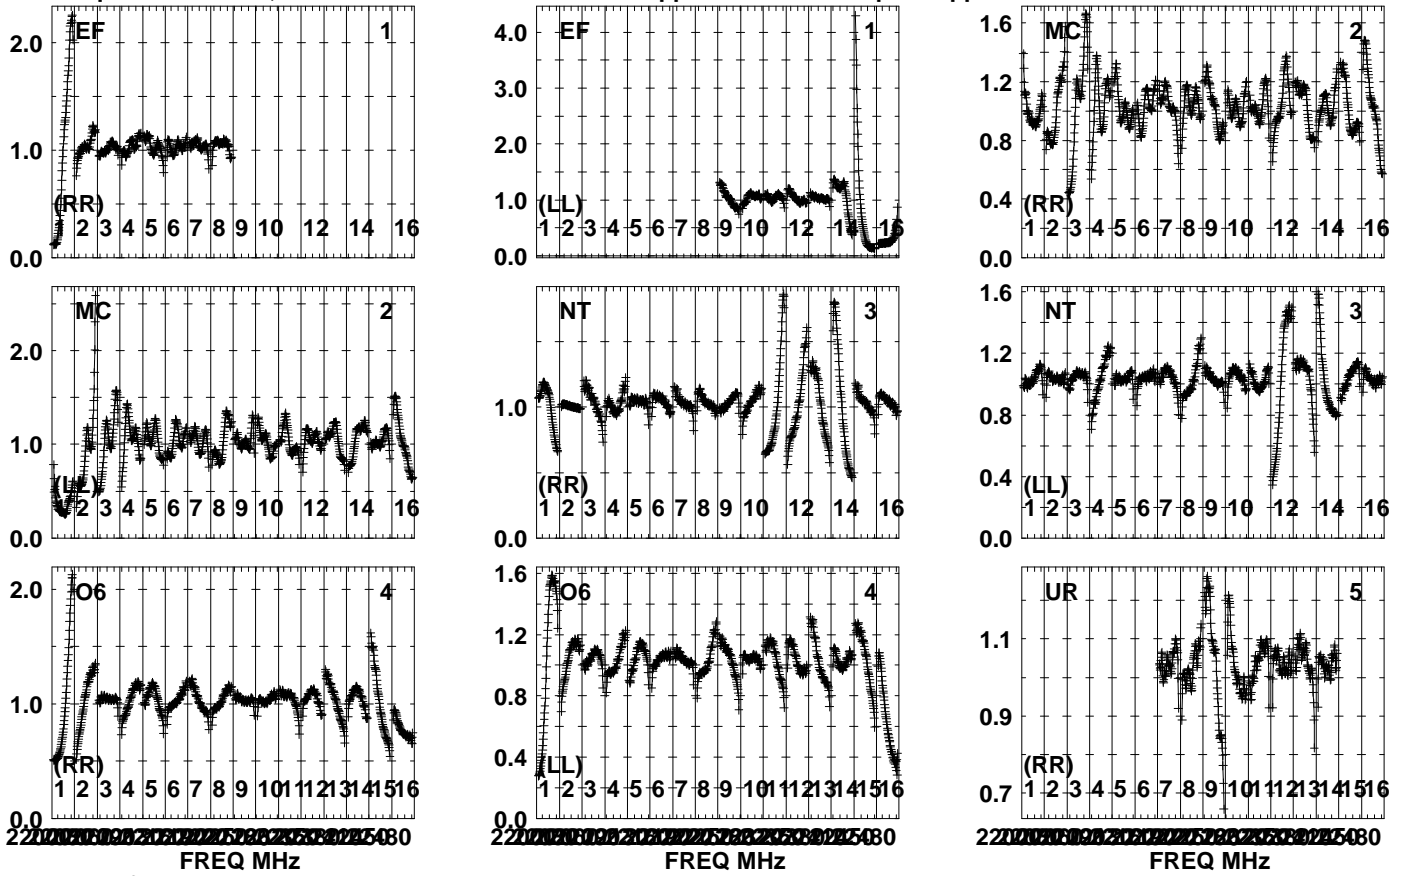 EF 1
2.0
1.0
0.0
(RR)
1 2 3 4 5 6 7 8 9 10 12 14 16
EF 1
4.0
3.0
2.0
1.0
0.0
(LL)
1 2 3 4 5 6 7 8 9 10 12 14 16
MC 2
1.6
1.2
0.8
0.4
0.0
(RR)
1 2 3 4 5 6 7 8 9 10 12 14 16
MC 2
2.0
1.0
0.0
(LL)
2 3 4 5 6 7 8 9 10 12 14 16
NT 3
1.0
0.0
(RR)
1 2 3 4 5 6 7 8 9 10 12 14 16
NT 3
1.6
1.2
0.8
0.4
0.0
(LL)
1 2 3 4 5 6 7 8 9 10 12 14 16
O6 4
2.0
1.0
0.0
(RR)
1 2 3 4 5 6 7 8 9 10 11 12 13 14 15 16
FREQ MHz
O6 4
1.6
1.2
0.8
0.4
0.0
(LL)
1 2 3 4 5 6 7 8 9 10 11 12 13 14 15 16
FREQ MHz
UR 5
1.1
0.9
0.7
(RR)
1 2 3 4 5 6 7 8 9 10 11 12 13 14 15 16
FREQ MHz